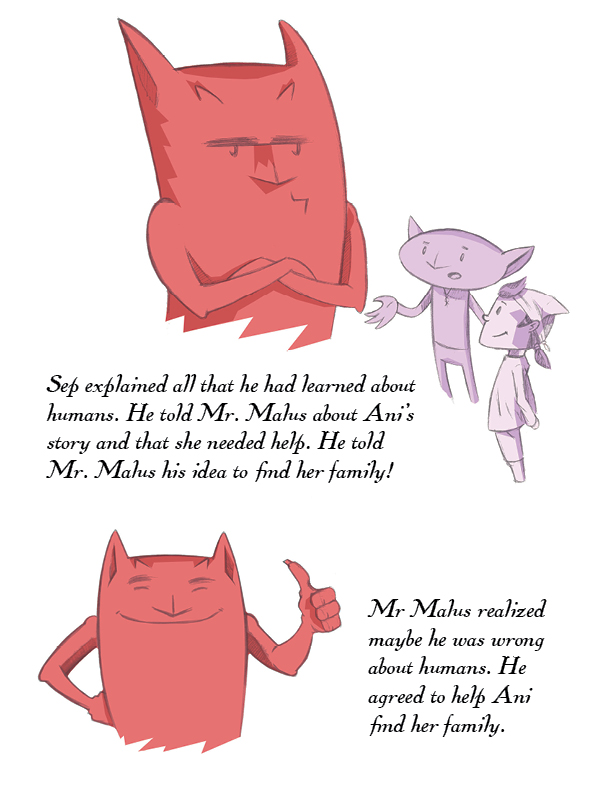 Sep explained all that he had learned about
humans. He told Mr. Malus about Ani's
story and that she needed help. He told
Mr. Malus his idea to find her family!
Mr Malus realized
maybe he was wrong
about humans. He
agreed to help Ani
find her family.